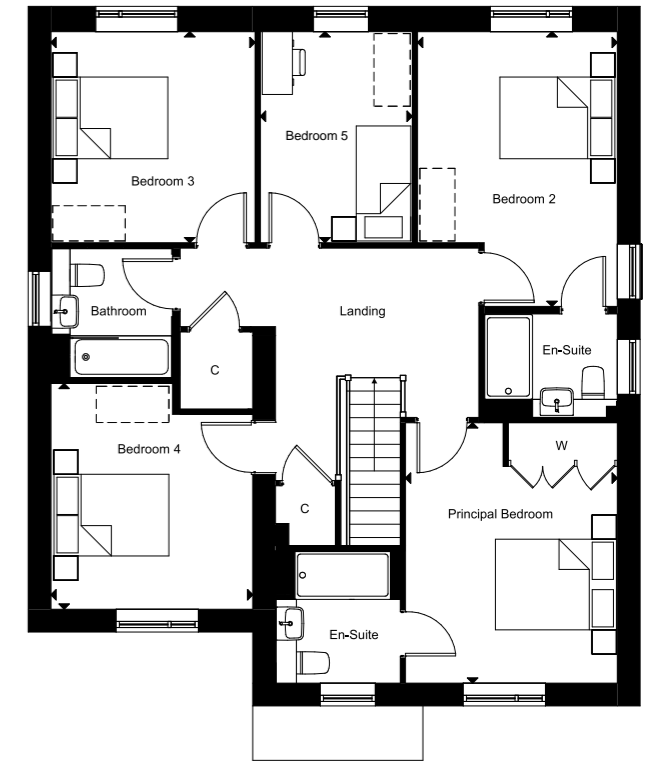 Bedroom 5
Bedroom 3
Bedroom 2
Bathroom
Landing
En-Suite
C
Bedroom 4
W
C
Principal Bedroom
En-Suite